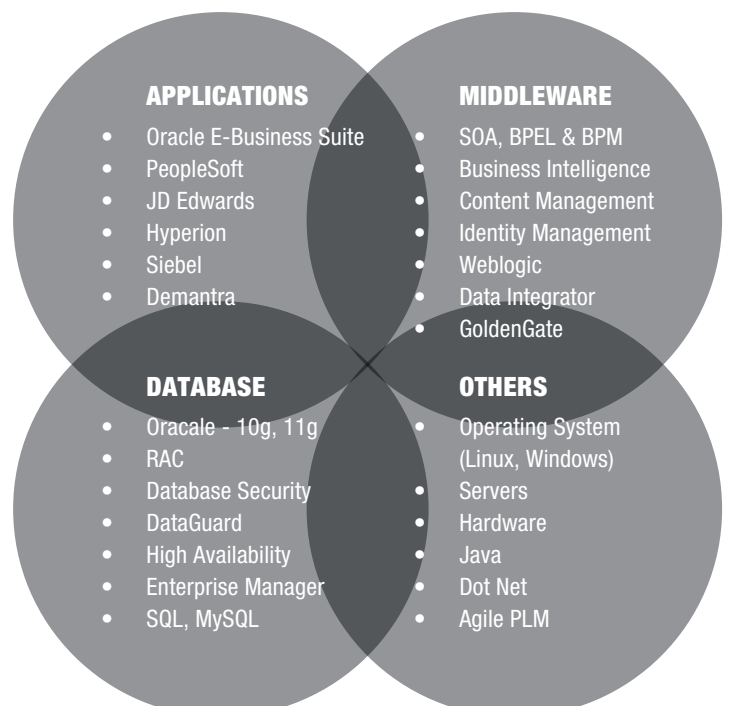 APPLICATIONS
• Oracle E-Business Suite
• PeopleSoft
• JD Edwards
• Hyperion
• Siebel
• Demantra
MIDDLEWARE
• SOA, BPEL & BPM
• Business Intelligence
• Content Management
• Identity Management
• Weblogic
• Data Integrator
• GoldenGate
DATABASE
• Oracale - 10g, 11g
• RAC
• Database Security
• DataGuard
• High Availability
• Enterprise Manager
• SQL, MySQL
OTHERS
• Operating System
(Linux, Windows)
• Servers
• Hardware
• Java
• Dot Net
• Agile PLM